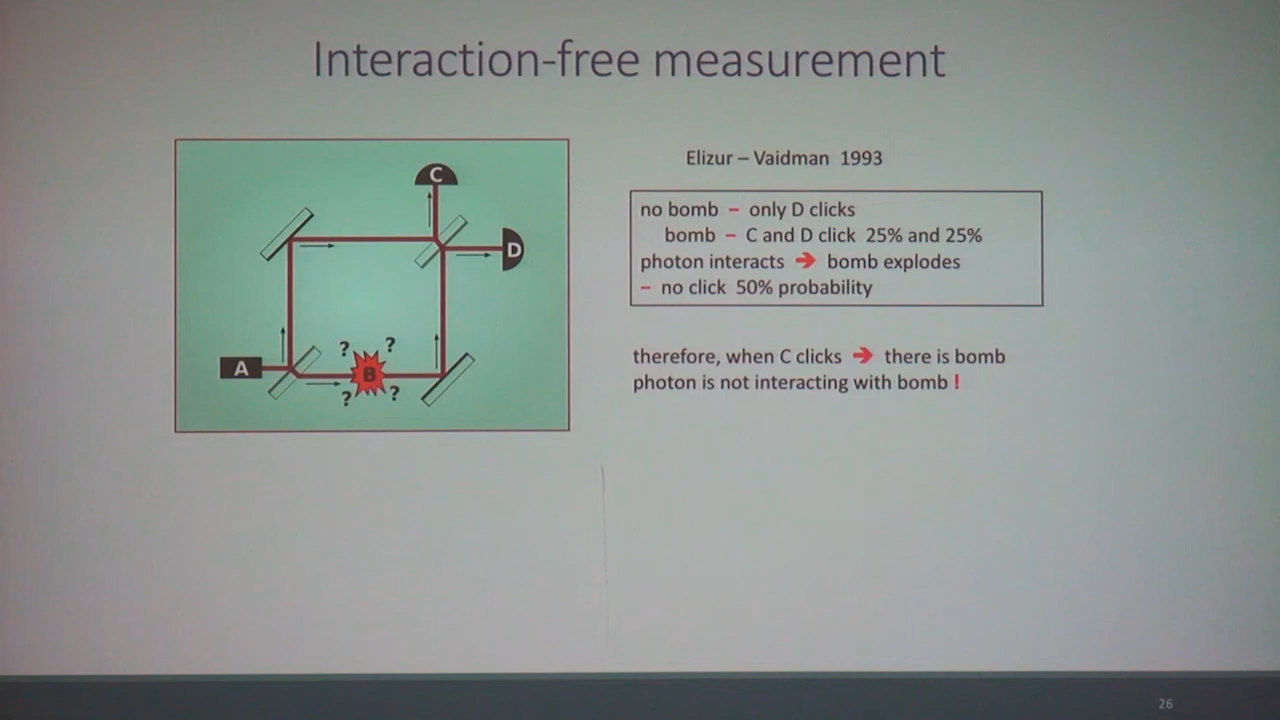 Interaction-free measurement
C
D
A
B
? ?
? ?
Elizur – Vaidman 1993
no bomb – only D clicks
bomb – C and D click 25% and 25%
photon interacts ➔ bomb explodes
– no click 50% probability
therefore, when C clicks ➔ there is bomb
photon is not interacting with bomb !
26